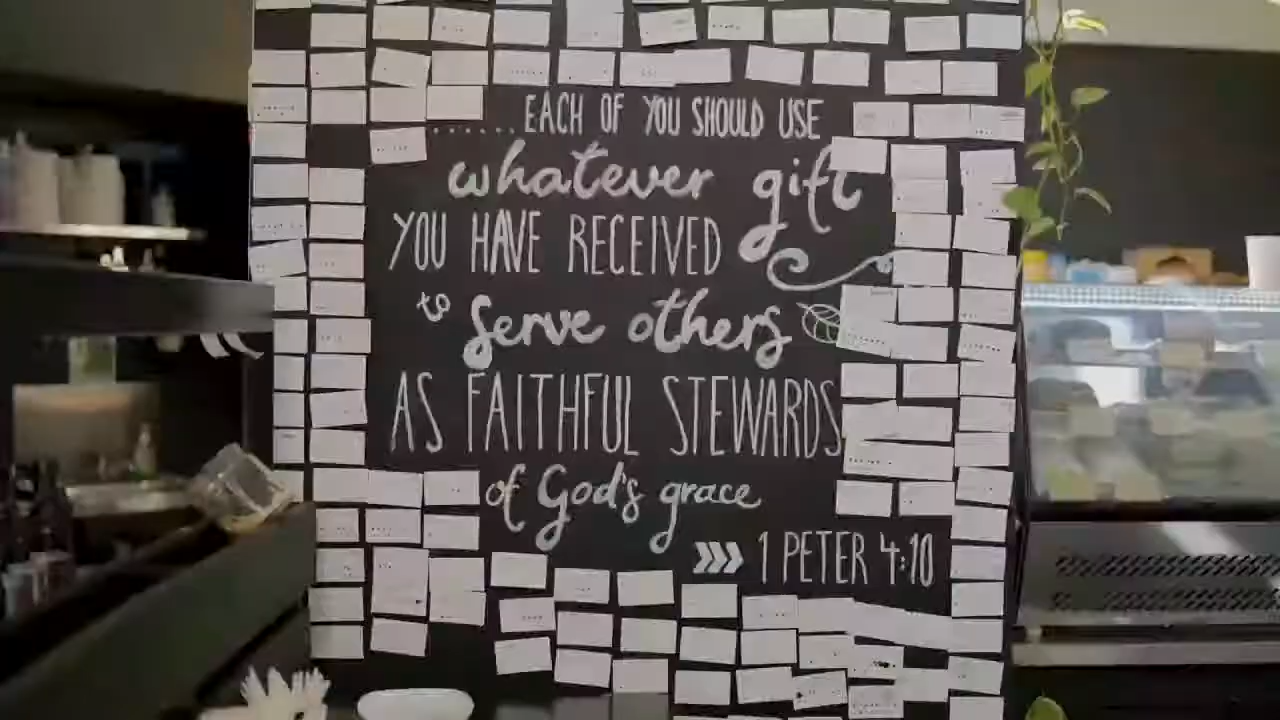 EACH OF YOU SHOULD USE
whatever gift
YOU HAVE RECEIVED
to serve others
AS FAITHFUL STEWARDS
of God's grace
1 PETER 4:10